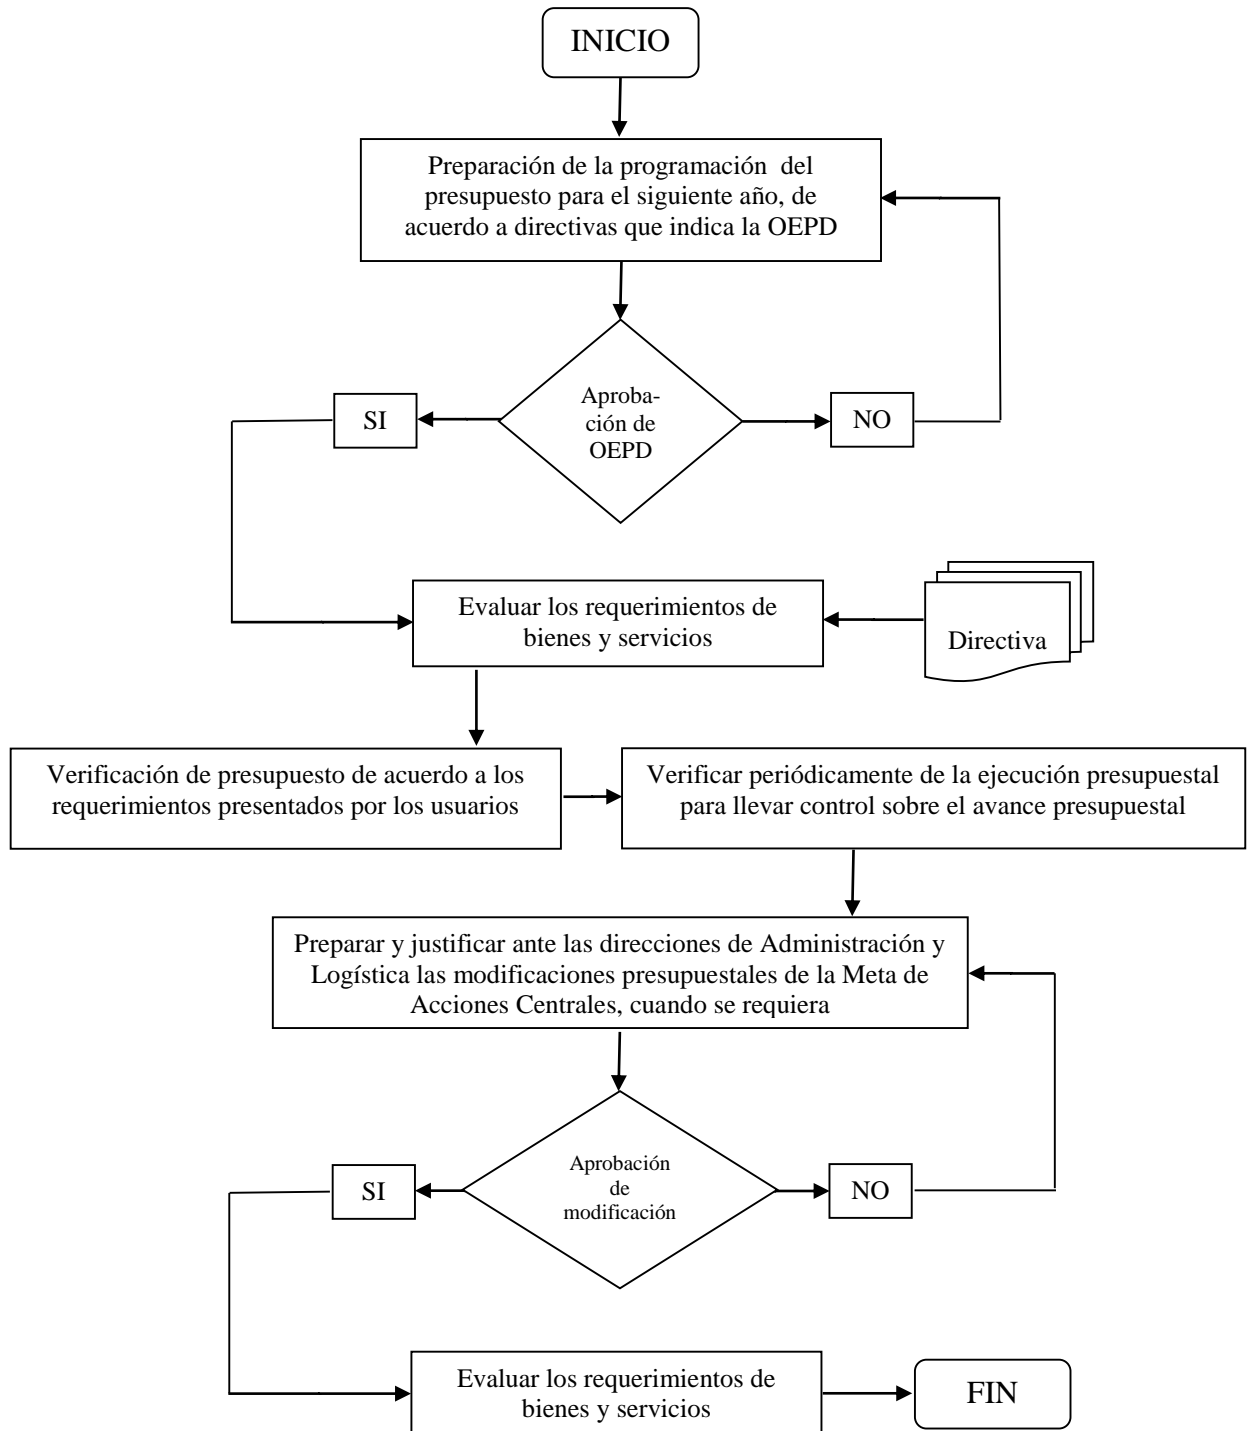 INICIO
Preparación de la programación del
presupuesto para el siguiente año, de
acuerdo a directivas que indica la OEPD
Aproba-
ción de
OEPD
SI
NO
Evaluar los requerimientos de
bienes y servicios
Directiva
Verificación de presupuesto de acuerdo a los
requerimientos presentados por los usuarios
Verificar periódicamente de la ejecución presupuestal
para llevar control sobre el avance presupuestal
Preparar y justificar ante las direcciones de Administración y
Logística las modificaciones presupuestales de la Meta de
Acciones Centrales, cuando se requiera
Aprobación
de
modificación
SI
NO
Evaluar los requerimientos de
bienes y servicios
FIN